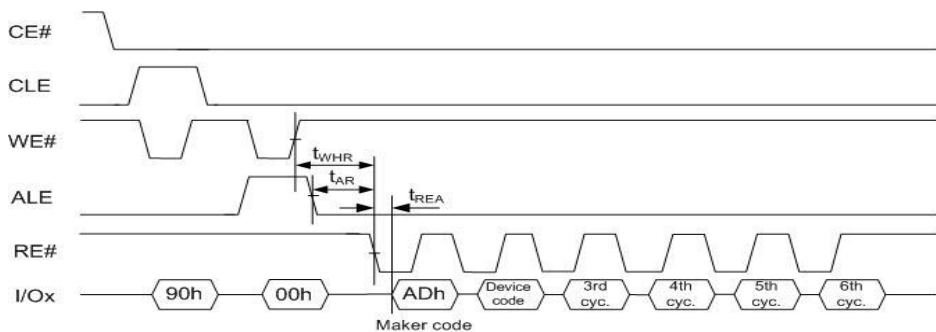 CE#
CLE
WE#
tWHR
tAR
ALE
tREA
RE#
I/Ox
90h
00h
ADh
Device code
3rd cyc.
4th cyc.
5th cyc.
6th cyc.
Maker code